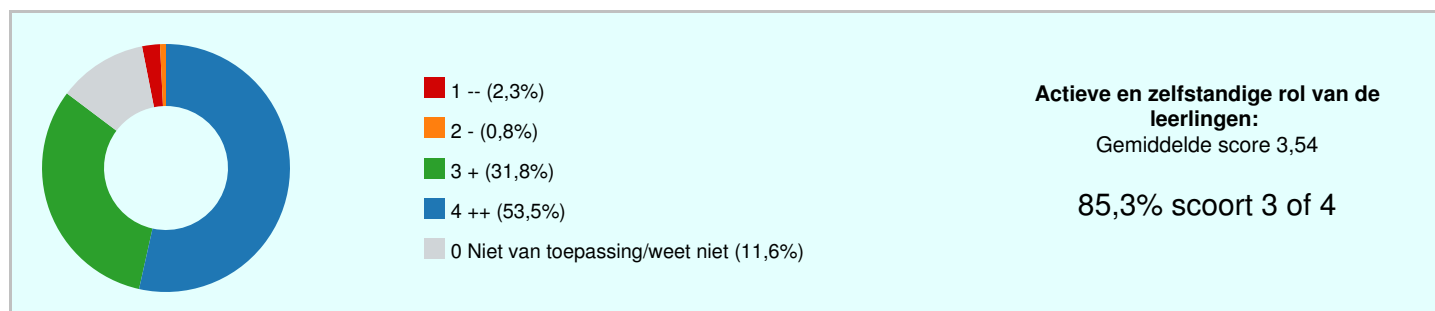 1 -- (2,3%)
2 - (0,8%)
3 + (31,8%)
4 ++ (53,5%)
0 Niet van toepassing/weet niet (11,6%)
Actieve en zelfstandige rol van de
leerlingen:
Gemiddelde score 3,54
85,3% scoort 3 of 4